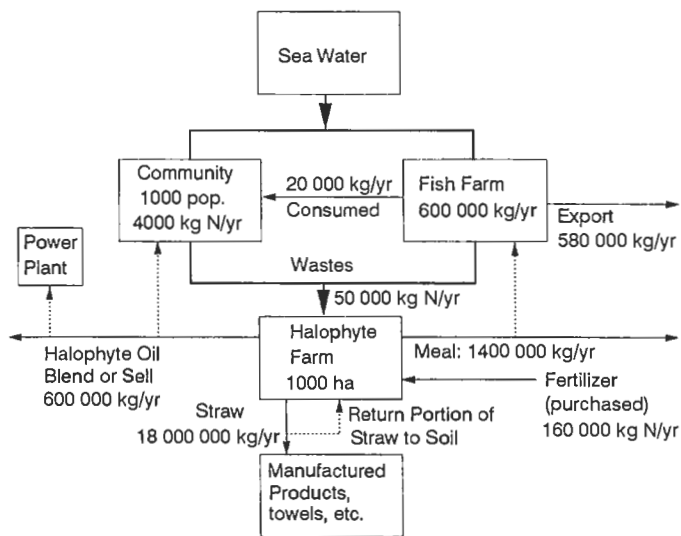 Sea Water
Community
1000 pop.
4000 kg N/yr
20 000 kg/yr
Consumed
Fish Farm
600 000 kg/yr
Export
580 000 kg/yr
Power
Plant
Wastes
50 000 kg N/yr
Halophyte Oil
Blend or Sell
600 000 kg/yr
Halophyte
Farm
1000 ha
Meal: 1400 000 kg/yr
Fertilizer
(purchased)
160 000 kg N/yr
Straw
18 000 000 kg/yr
Return Portion of
Straw to Soil
Manufactured
Products,
towels, etc.